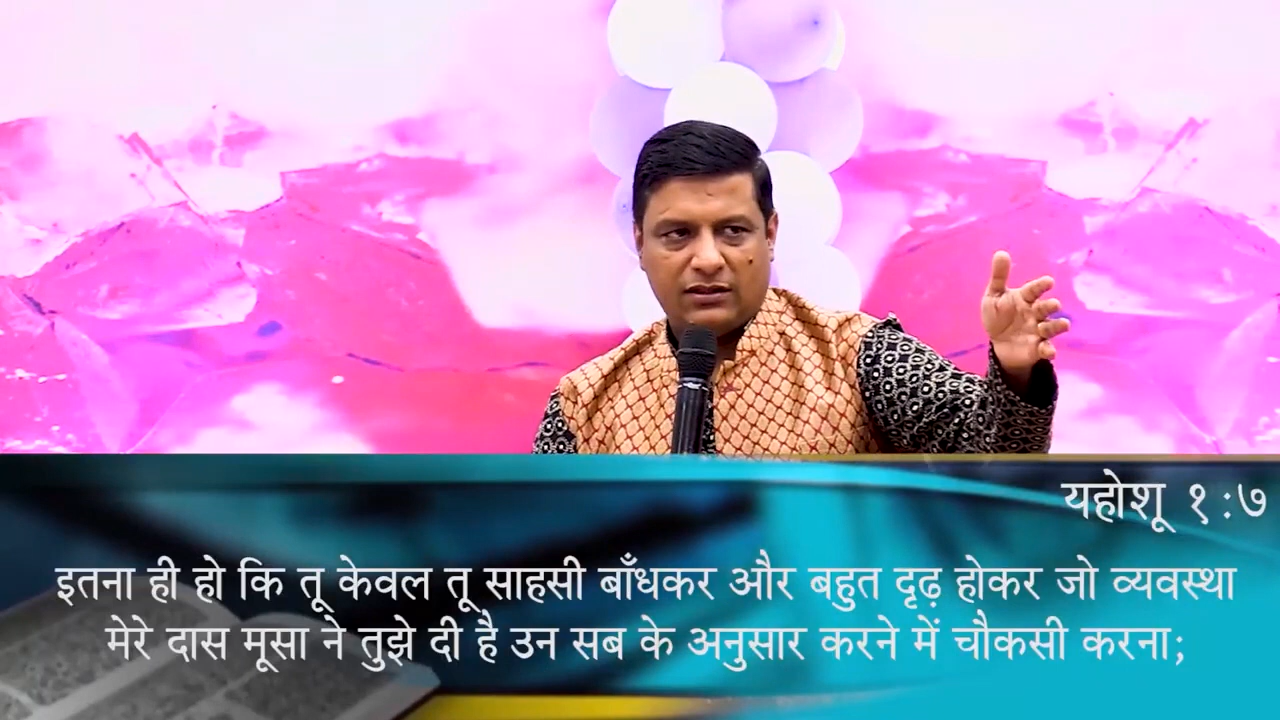 यहोशू १:७
इतना ही हो कि तू केवल तू साहसी बाँधकर और बहुत दृढ़ होकर जो व्यवस्था
मेरे दास मूसा ने तुझे दी है उन सब के अनुसार करने में चौकसी करना;